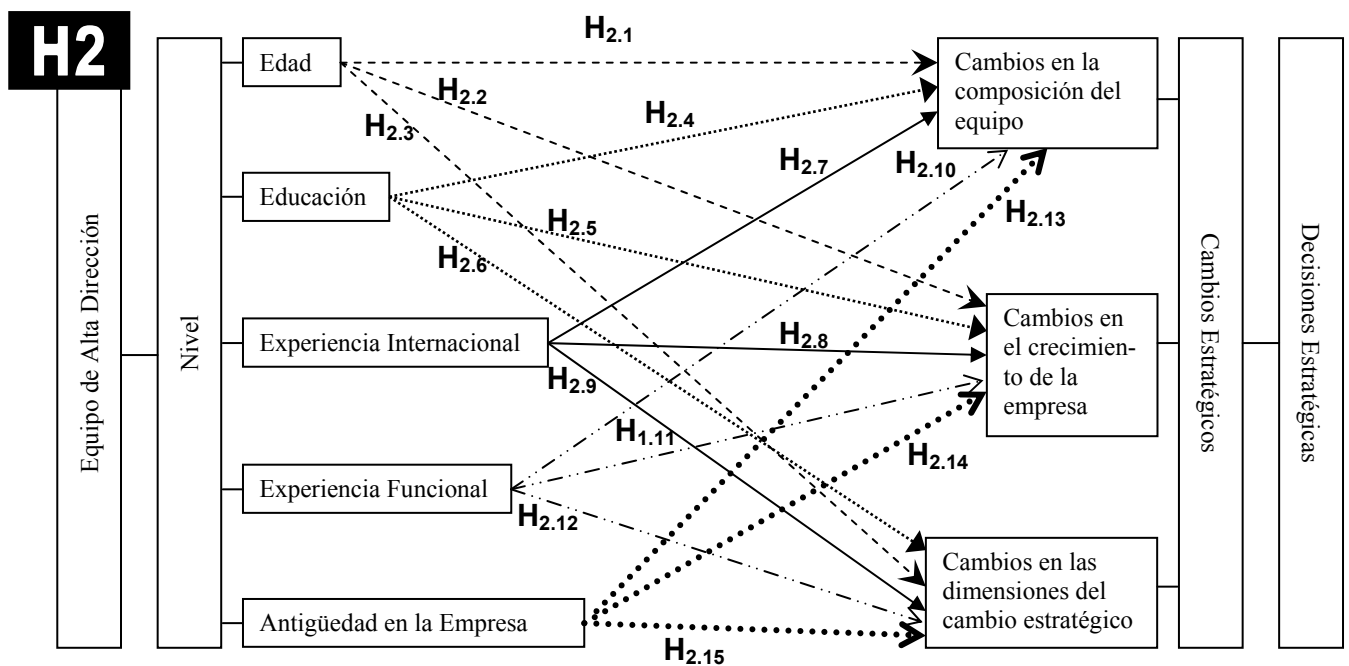 H2
Equipo de Alta Dirección
Nivel
Edad
Educación
Experiencia Internacional
Experiencia Funcional
Antigüedad en la Empresa
H2.1
H2.2
H2.3
H2.4
H2.5
H2.6
H2.7
H2.8
H2.9
H2.10
H1.11
H2.12
H2.13
H2.14
H2.15
Cambios en la
composición del
equipo
Cambios en
el crecimien-
to de la
empresa
Cambios en las
dimensiones del
cambio estratégico
Cambios Estratégicos
Decisiones Estratégicas